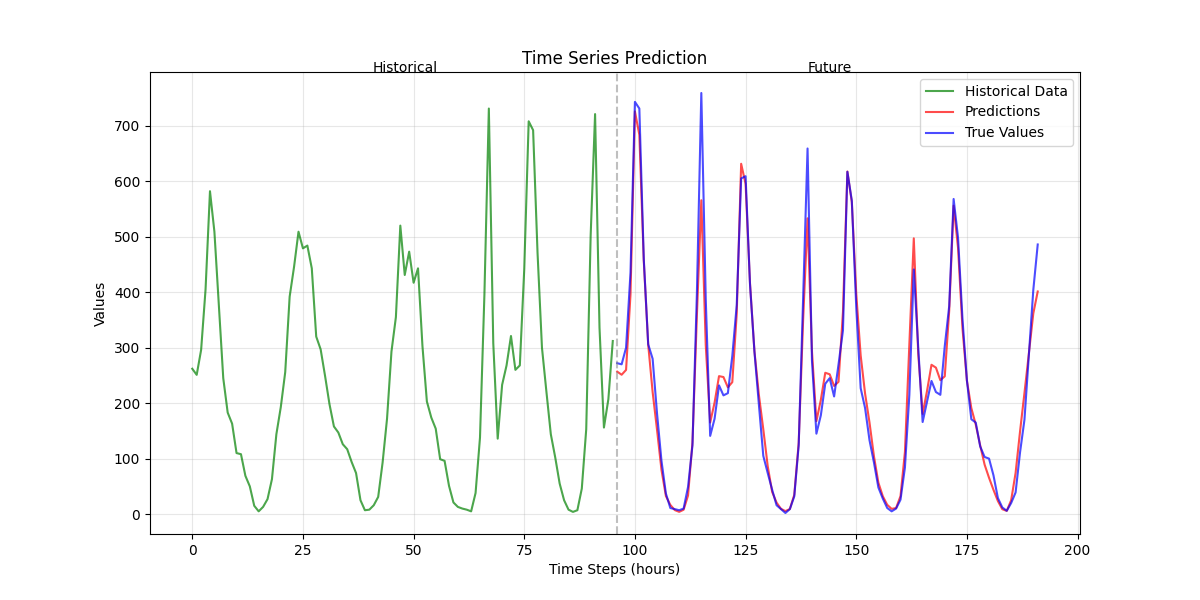 Time Series Prediction
Historical
Future
Historical Data
Predictions
True Values
Values
700
600
500
400
300
200
100
0
0
25
50
75
100
125
150
175
200
Time Steps (hours)